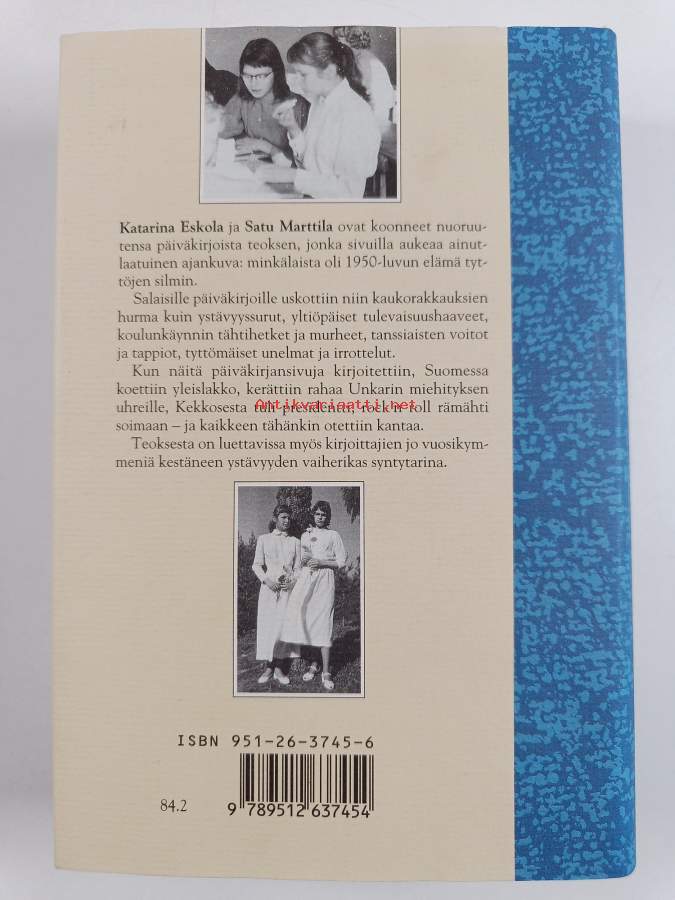 Katarina Eskola ja Satu Marttila ovat koonneet nuoruu-
tensa päiväkirjoista teoksen, jonka sivuilla aukeaa ainut-
laatuinen ajankuva: minkälaista oli 1950-luvun elämä tyt-
töjen silmin.
Salaisille päiväkirjoille uskottiin niin kaukorakkauksien
hurma kuin ystävyyssurut, yltiöpäiset tulevaisuushaaveet,
koulunkäynnin tähtihetket ja murheet, tanssiaisten voitot
ja tappiot, tyttömäiset unelmat ja irrottelut.
Kun näitä päiväkirjansivuja kirjoitettiin, Suomessa
koettiin yleislakko, kerättiin rahaa Unkarin miehityksen
Antikvariaatti.net
uhreille, Kekkosesta tuli presidentti, rock'n'roll rämähti
soimaan – ja kaikkeen tähänkin otettiin kantaa.
Teoksesta on luettavissa myös kirjoittajien jo vuosikym-
meniä kestäneen ystävyyden vaiherikas syntytarina.
ISBN 951-26-3745-6
84.2
9 789512 637454